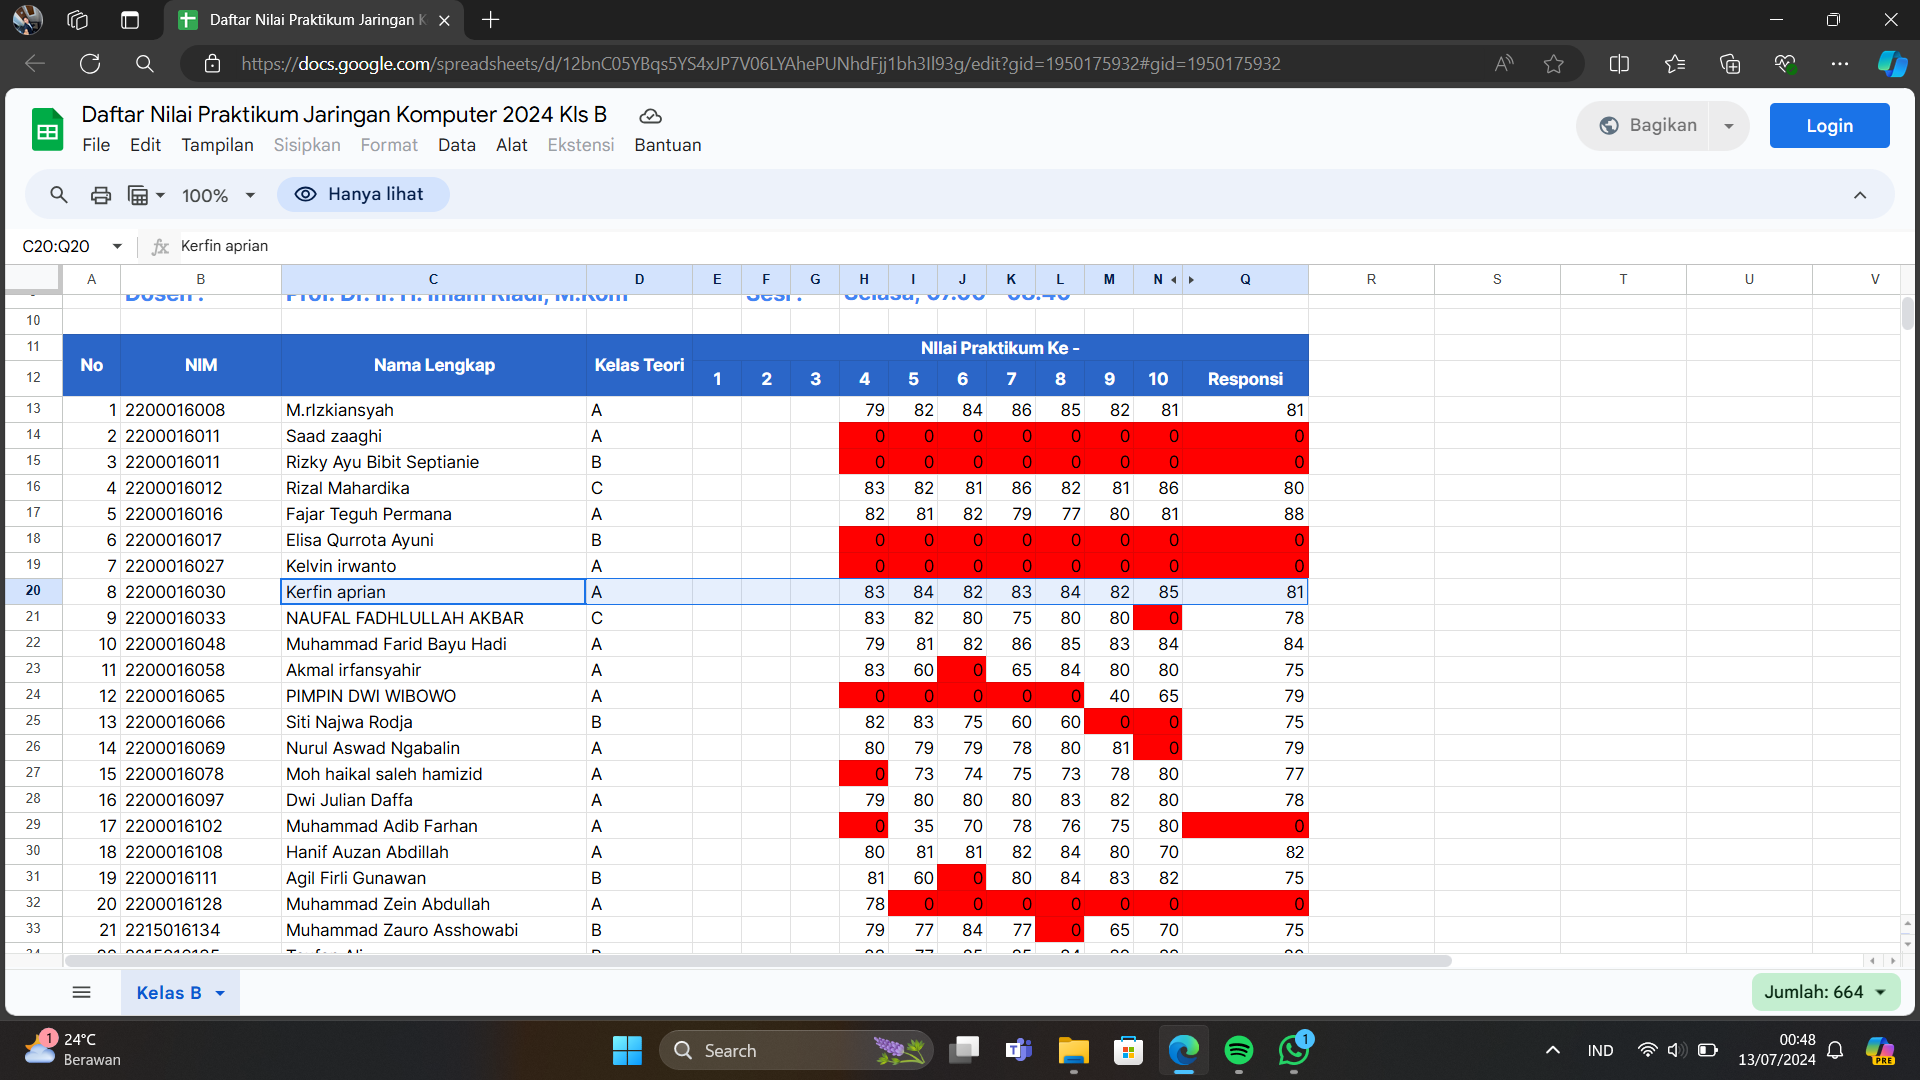 Daftar Nilai Praktikum Jaringan K
https://docs.google.com/spreadsheets/d/12bnC05YBqs5YS4xJP7V06LYAhePUNhdFjj1bh3Il93g/edit?gid=1950175932#gid=1950175932
Daftar Nilai Praktikum Jaringan Komputer 2024 Kls B
Bagikan Login
File Edit Tampilan Sisipkan Format Data Alat Ekstensi Bantuan
100% Hanya lihat
C20:Q20 fx Kerfin aprian
A B C D E F G H I J K L M N Q R S T U V
Dosen : Prof. Dr. Ir. H. Imam Riadi, M.Kom Sesi : Selasa, 07.00 - 08.40
10
11 No NIM Nama Lengkap Kelas Teori NIlai Praktikum Ke -
12 1 2 3 4 5 6 7 8 9 10 Responsi
13 1 2200016008 M.rIzkiansyah A 79 82 84 86 85 82 81 81
14 2 2200016011 Saad zaaghi A 0 0 0 0 0 0 0 0
15 3 2200016011 Rizky Ayu Bibit Septianie B 0 0 0 0 0 0 0 0
16 4 2200016012 Rizal Mahardika C 83 82 81 86 82 81 86 80
17 5 2200016016 Fajar Teguh Permana A 82 81 82 79 77 80 81 88
18 6 2200016017 Elisa Qurrota Ayuni B 0 0 0 0 0 0 0 0
19 7 2200016027 Kelvin irwanto A 0 0 0 0 0 0 0 0
20 8 2200016030 Kerfin aprian A 83 84 82 83 84 82 85 81
21 9 2200016033 NAUFAL FADHLULLAH AKBAR C 83 82 80 75 80 80 0 78
22 10 2200016048 Muhammad Farid Bayu Hadi A 79 81 82 86 85 83 84 84
23 11 2200016058 Akmal irfansyahir A 83 60 0 65 84 80 80 75
24 12 2200016065 PIMPIN DWI WIBOWO A 0 0 0 0 0 40 65 79
25 13 2200016066 Siti Najwa Rodja B 82 83 75 60 60 0 0 75
26 14 2200016069 Nurul Aswad Ngabalin A 80 79 79 78 80 81 0 79
27 15 2200016078 Moh haikal saleh hamizid A 0 73 74 75 73 78 80 77
28 16 2200016097 Dwi Julian Daffa A 79 80 80 80 83 82 80 78
29 17 2200016102 Muhammad Adib Farhan A 0 35 70 78 76 75 80 0
30 18 2200016108 Hanif Auzan Abdillah A 80 81 81 82 84 80 70 82
31 19 2200016111 Agil Firli Gunawan B 81 60 0 80 84 83 82 75
32 20 2200016128 Muhammad Zein Abdullah A 78 0 0 0 0 0 0 0
33 21 2215016134 Muhammad Zauro Asshowabi B 79 77 84 77 0 65 70 75
Kelas B Jumlah: 664
1 24°C
Berawan
Search
1
IND
00:48
13/07/2024
PRE